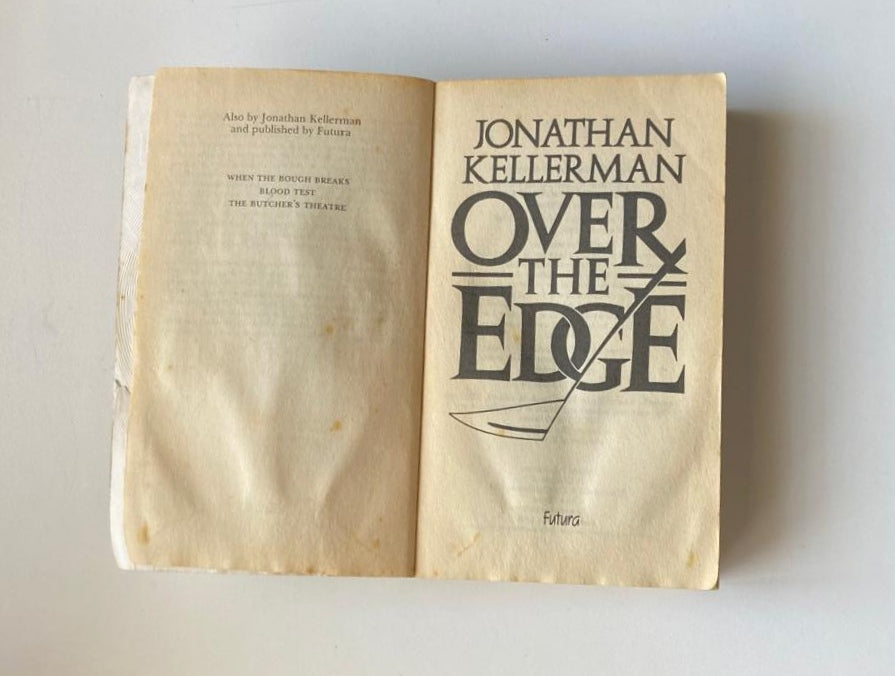 Also by Jonathan Kellerman
and published by Futura
WHEN THE BOUGH BREAKS
BLOOD TEST
THE BUTCHER'S THEATRE
JONATHAN
KELLERMAN
OVER
THE
EDGE
Futura